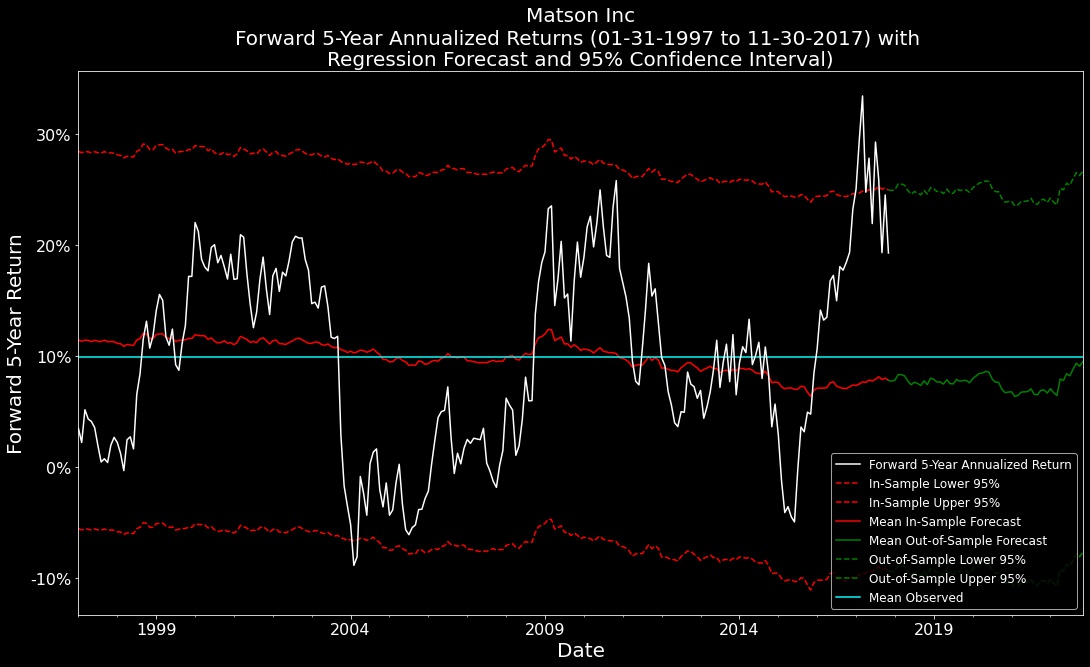 Matson Inc
Forward 5-Year Annualized Returns (01-31-1997 to 11-30-2017) with
Regression Forecast and 95% Confidence Interval)
Forward 5-Year Return
30%
20%
10%
0%
-10%
1999
2004
2009
2014
2019
Date
Forward 5-Year Annualized Return
In-Sample Lower 95%
In-Sample Upper 95%
Mean In-Sample Forecast
Mean Out-of-Sample Forecast
Out-of-Sample Lower 95%
Out-of-Sample Upper 95%
Mean Observed